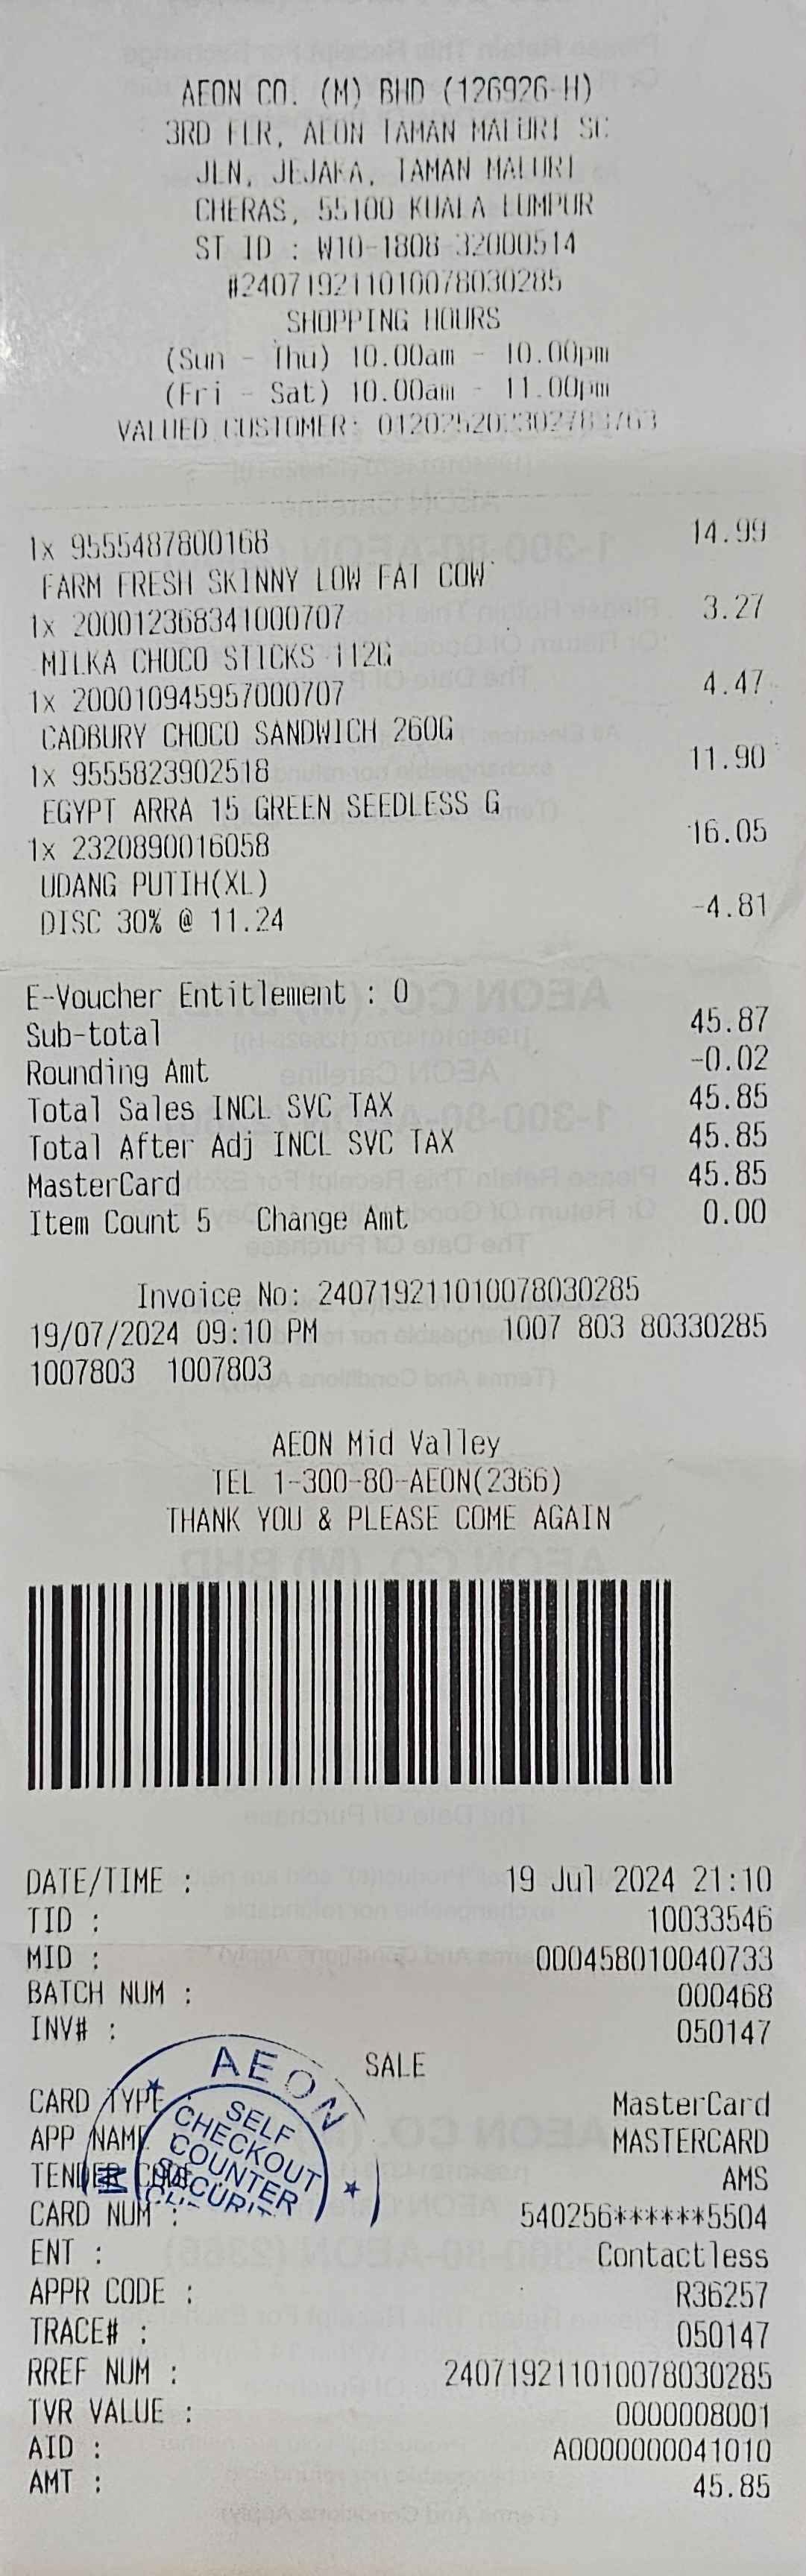 AEON CO. (M) BHD (126926-H)
3RD FLR, AEON TAMAN MALURI SC
JLN, JEJAKA, TAMAN MALURI
CHERAS, 55100 KUALA LUMPUR
ST ID : W10-1808-32000514
#240719211010078030285
SHOPPING HOURS
(Sun - Thu) 10.00am - 10.00pm
(Fri - Sat) 10.00am - 11.00pm
VALUED CUSTOMER:
1x 9555487800168 14.99
FARM FRESH SKINNY LOW FAT COW`
1x 200012368341000707 3.27
MILKA CHOCO STICKS 112G
1x 200010945957000707 4.47
CADBURY CHOCO SANDWICH 260G
1x 9555823902518 11.90
EGYPT ARRA 15 GREEN SEEDLESS G
1x 2320890016058 16.05
UDANG PUTIH(XL)
DISC 30% @ 11.24 -4.81
E-Voucher Entitlement : 0
Sub-total 45.87
Rounding Amt -0.02
Total Sales INCL SVC TAX 45.85
Total After Adj INCL SVC TAX 45.85
MasterCard 45.85
Item Count 5 Change Amt 0.00
Invoice No: 240719211010078030285
19/07/2024 09:10 PM 1007 803 80330285
1007803 1007803
AEON Mid Valley
TEL 1-300-80-AEON(2366)
THANK YOU & PLEASE COME AGAIN
DATE/TIME : 19 Jul 2024 21:10
TID : 10033546
MID : 000458010040733
BATCH NUM : 000468
INV# : 050147
SALE
AEON
SELF
CHECKOUT
COUNTER
CARD TYPE : MasterCard
APP NAME MASTERCARD
TENDER CODE AMS
CARD NUM : 540256******5504
ENT : Contactless
APPR CODE : R36257
TRACE# : 050147
RREF NUM : 240719211010078030285
TVR VALUE : 0000008001
AID : A0000000041010
AMT : 45.85